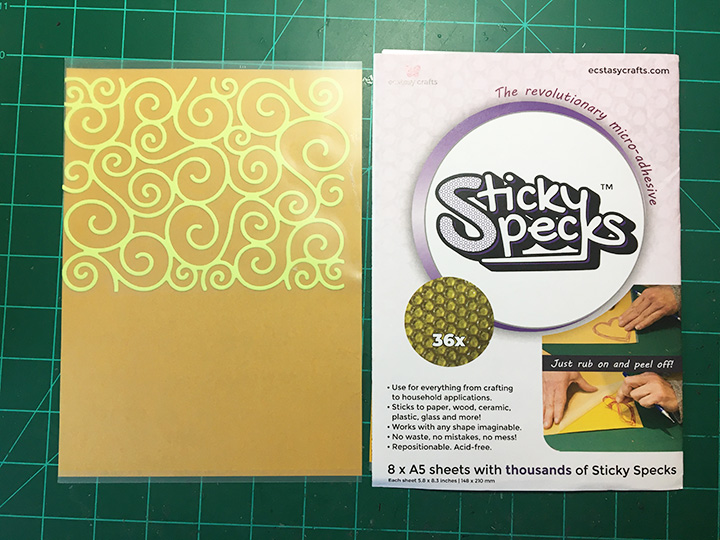 11
10
ecstasy crafts
ecstasycrafts.com
The revolutionary micro-adhesive
Sticky
Specks
TM
36x
Just rub on and peel off!
• Use for everything from crafting
to household applications.
• Sticks to paper, wood, ceramic,
plastic, glass and more!
• Works with any shape imaginable.
• No waste, no mistakes, no mess!
• Repositionable. Acid-free.
8 x A5 sheets with thousands of Sticky Specks
Each sheet 5.8 x 8.3 inches | 148 x 210 mm